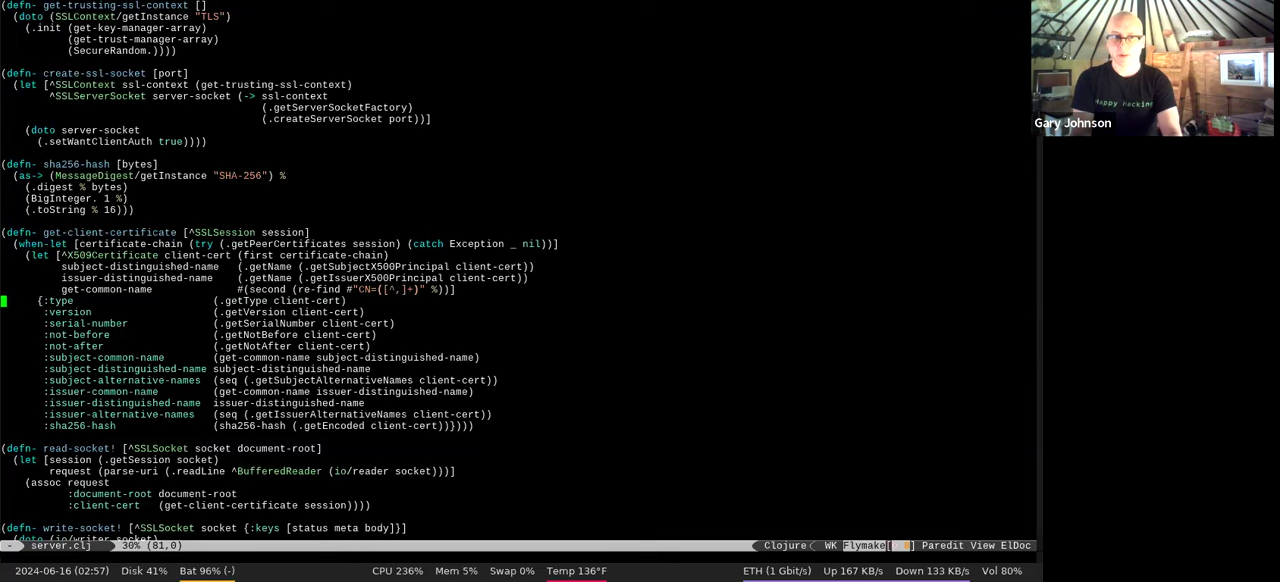 (defn- get-trusting-ssl-context []
  (doto (SSLContext/getInstance "TLS")
    (.init (get-key-manager-array)
           (get-trust-manager-array)
           (SecureRandom.))))
(defn- create-ssl-socket [port]
  (let [^SSLContext ssl-context (get-trusting-ssl-context)
        ^SSLServerSocket server-socket (-> ssl-context
                                           (.getServerSocketFactory)
                                           (.createServerSocket port))]
    (doto server-socket
      (.setWantClientAuth true))))
(defn- sha256-hash [bytes]
  (as-> (MessageDigest/getInstance "SHA-256") %
    (.digest % bytes)
    (BigInteger. 1 %)
    (.toString % 16)))
(defn- get-client-certificate [^SSLSession session]
  (when-let [certificate-chain (try (.getPeerCertificates session) (catch Exception _ nil))]
    (let [^X509Certificate client-cert (first certificate-chain)
          subject-distinguished-name   (.getName (.getSubjectX500Principal client-cert))
          issuer-distinguished-name    (.getName (.getIssuerX500Principal client-cert))
          get-common-name              #(second (re-find #"CN=([^,]+)" %))]
      {:type                       (.getType client-cert)
       :version                    (.getVersion client-cert)
       :serial-number              (.getSerialNumber client-cert)
       :not-before                 (.getNotBefore client-cert)
       :not-after                  (.getNotAfter client-cert)
       :subject-common-name        (get-common-name subject-distinguished-name)
       :subject-distinguished-name subject-distinguished-name
       :subject-alternative-names  (seq (.getSubjectAlternativeNames client-cert))
       :issuer-common-name         (get-common-name issuer-distinguished-name)
       :issuer-distinguished-name  issuer-distinguished-name
       :issuer-alternative-names   (seq (.getIssuerAlternativeNames client-cert))
       :sha256-hash                (sha256-hash (.getEncoded client-cert))})))
(defn- read-socket! [^SSLSocket socket document-root]
  (let [session (.getSession socket)
        request (parse-uri (.readLine ^BufferedReader (io/reader socket)))]
    (assoc request
           :document-root document-root
           :client-cert   (get-client-certificate session))))
(defn- write-socket! [^SSLSocket socket {:keys [status meta body]}]
  (doto (io/writer socket)
- server.clj 30% (81,0) Clojure WK Flymake[ 8] Paredit View ElDoc
2024-06-16 (02:57) Disk 41% Bat 96% (-) CPU 236% Mem 5% Swap 0% Temp 136°F ETH (1 Gbit/s) Up 167 KB/s Down 133 KB/s Vol 80%
Happy Hacking
Gary Johnson